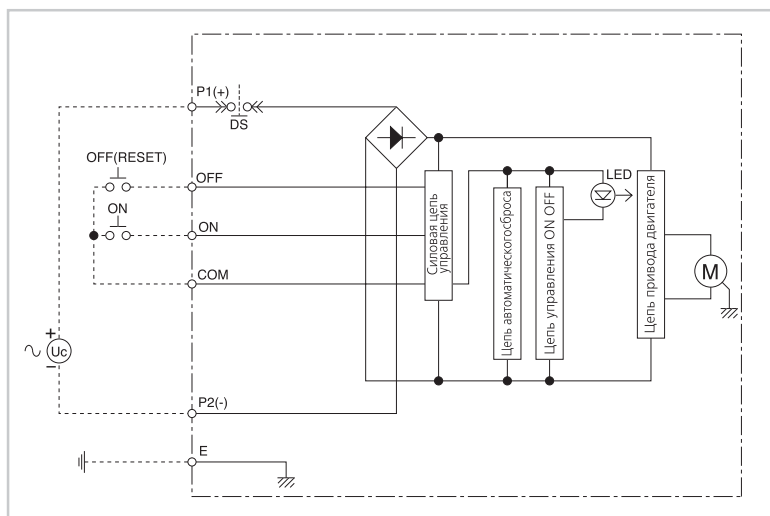 P1(+)
DS
OFF(RESET)
OFF
ON
ON
COM
LED
Силовая цепь
управления
Цепь автоматическогосброса
Цепь управления ON OFF
Цепь привода двигателя
M
+
Uc
−
P2(-)
E